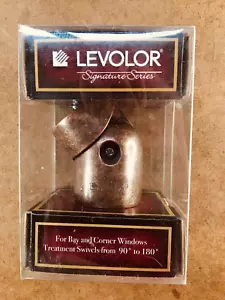 LEVOLOR
Signature Series
For Bay and Corner Windows
Treatment Swivels from 90° to 180°